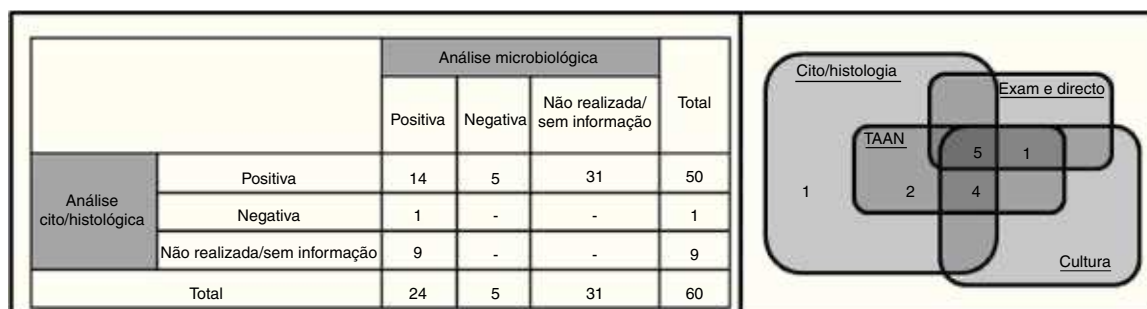 Análise microbiológica
Positiva Negativa Não realizada/ sem informação Total
Análise cito/histológica
Positiva 14 5 31 50
Negativa 1 - - 1
Não realizada/sem informação 9 - - 9
Total 24 5 31 60
Cito/histologia
Exam e directo
TAAN
5 1
1 2 4
Cultura